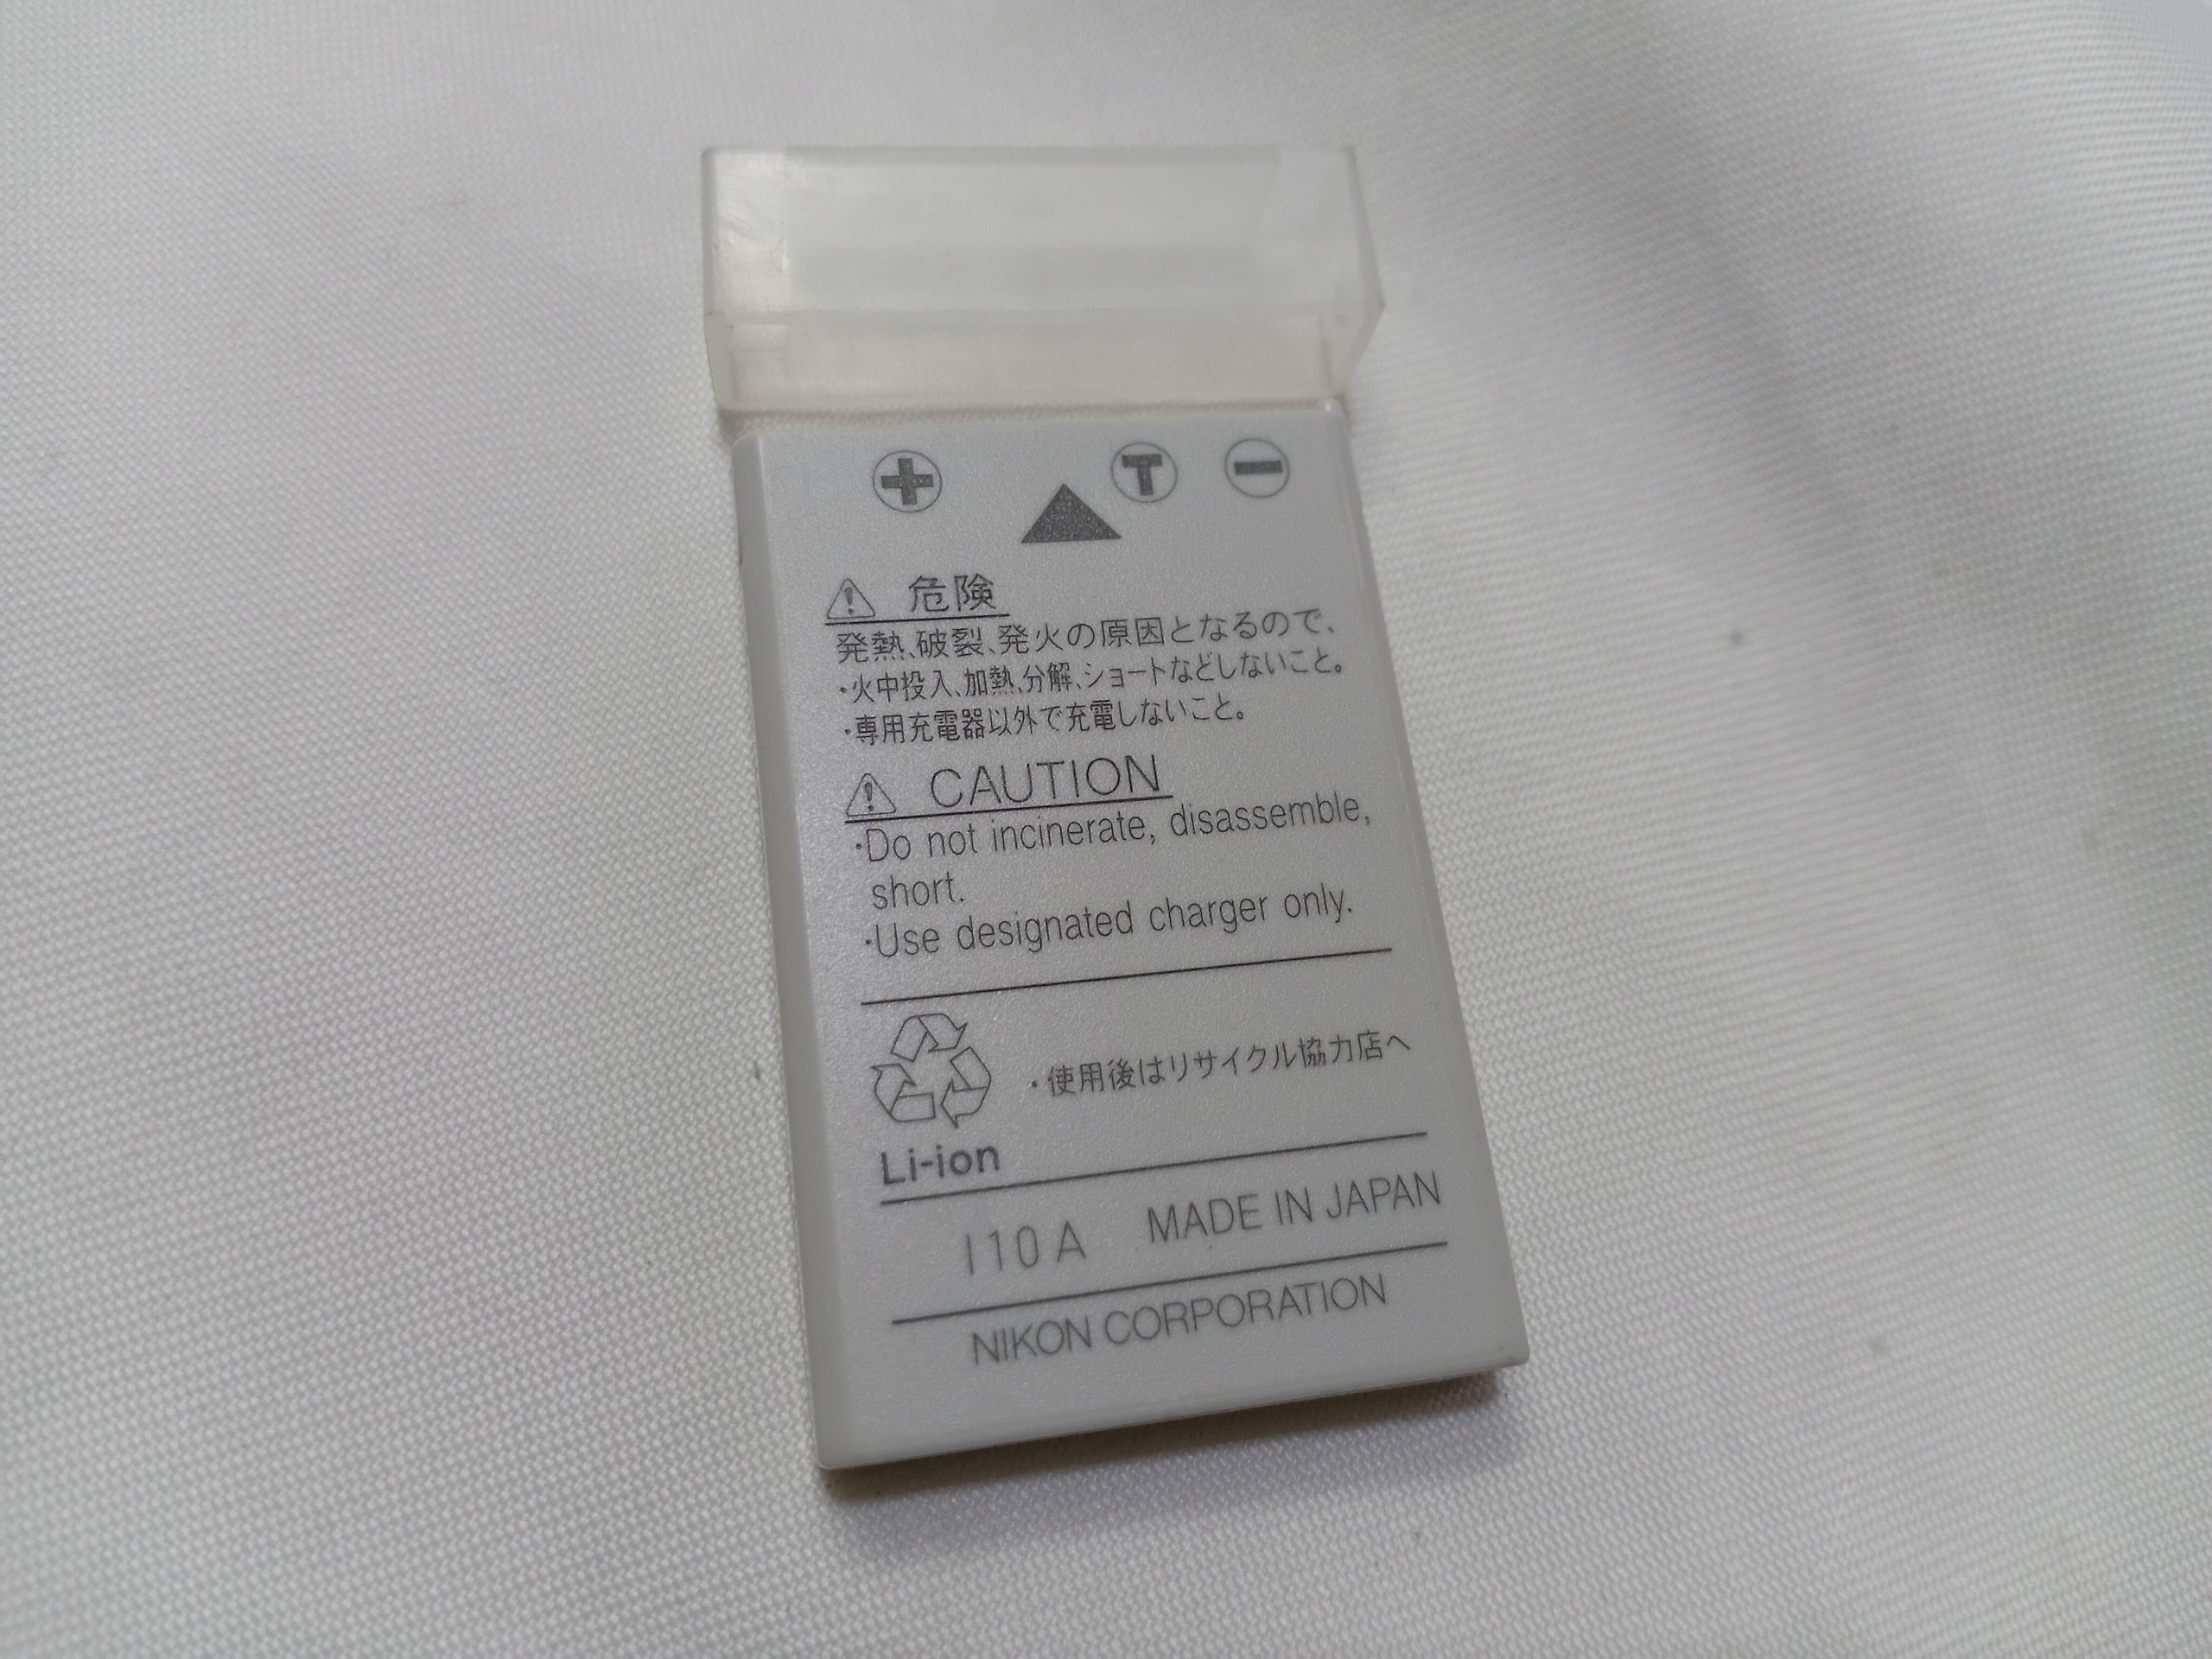 + T −
危険
発熱、破裂、発火の原因となるので、
・火中投入、加熱、分解、ショートなどしないこと。
・専用充電器以外で充電しないこと。
CAUTION
・Do not incinerate, disassemble,
short.
・Use designated charger only.
・使用後はリサイクル協力店へ
Li-ion
I10A MADE IN JAPAN
NIKON CORPORATION